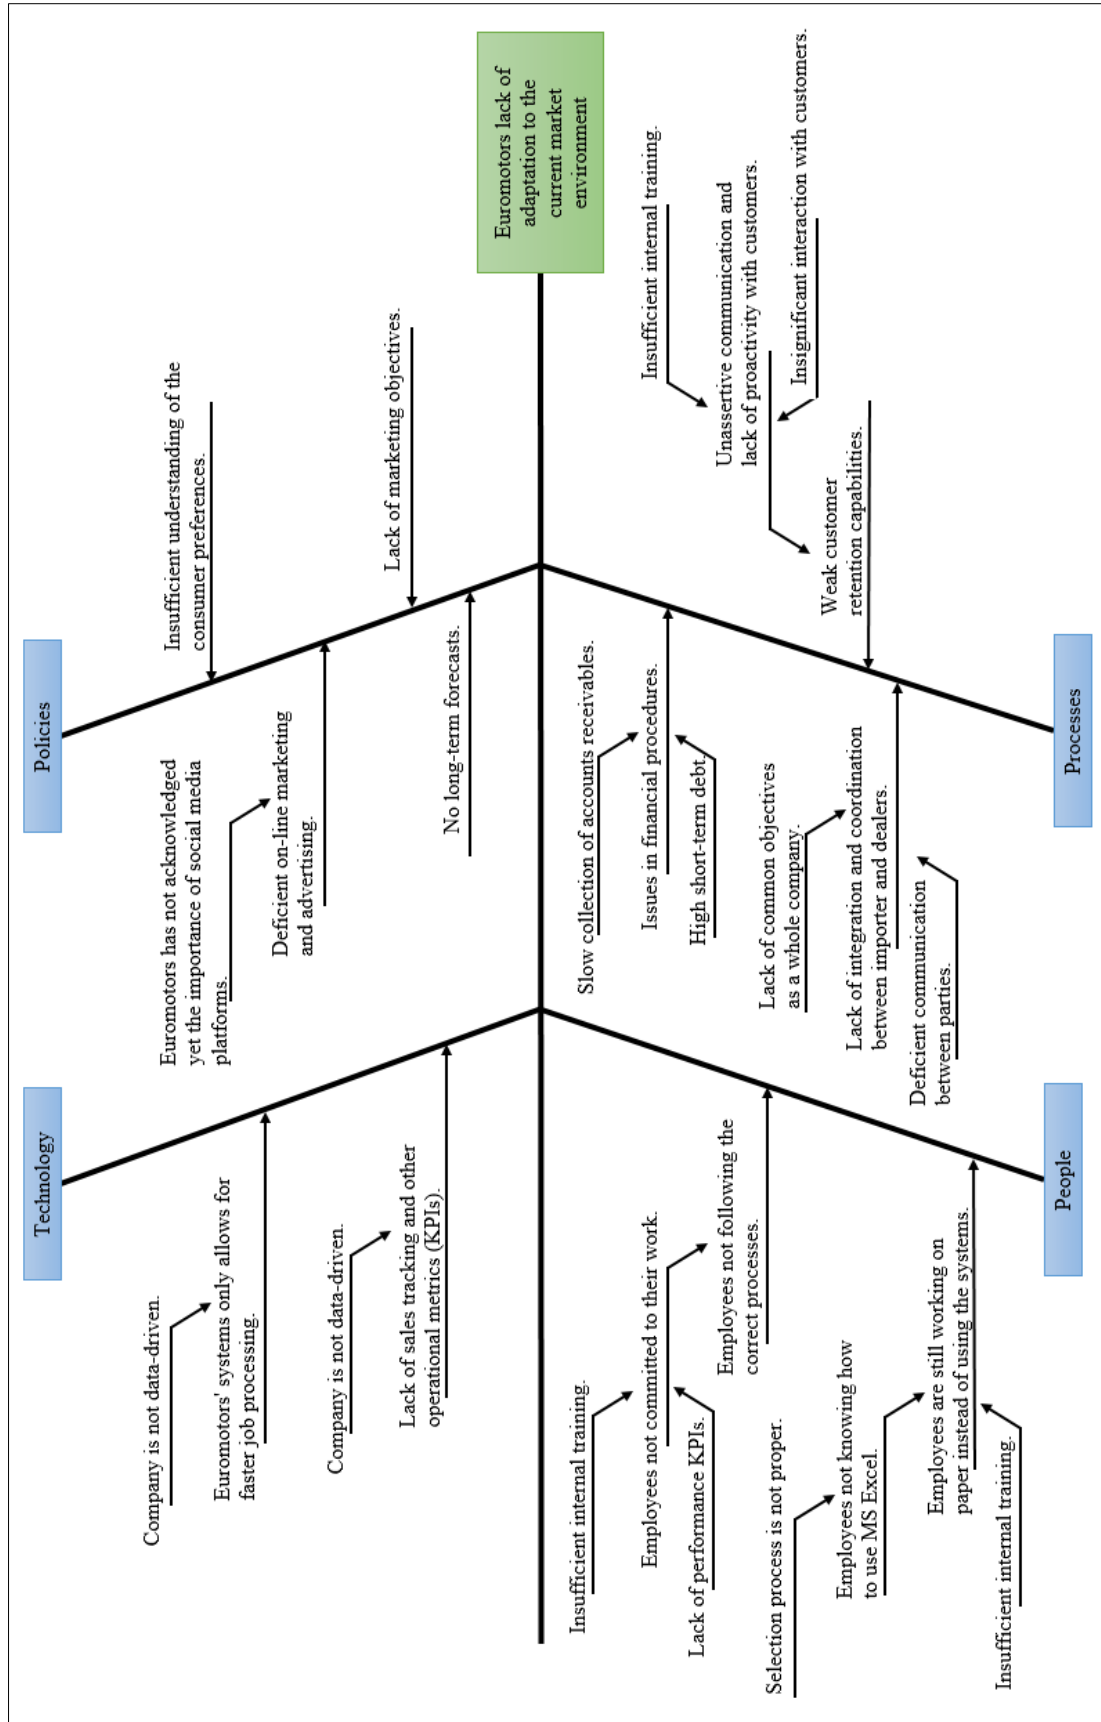 Technology
Policies
Company is not data-driven.
Euromotors' systems only allows for
faster job processing.
Company is not data-driven.
Lack of sales tracking and other
operational metrics (KPIs).
Euromotors has not acknowledged
yet the importance of social media
platforms.
Deficient on-line marketing
and advertising.
No long-term forecasts.
Insufficient understanding of the
consumer preferences.
Lack of marketing objectives.
Euromotors lack of
adaptation to the
current market
environment
Insufficient internal training.
Employees not committed to their work.
Lack of performance KPIs.
Employees not following the
correct processes.
Selection process is not proper.
Employees not knowing how
to use MS Excel.
Employees are still working on
paper instead of using the systems.
Insufficient internal training.
Slow collection of accounts receivables.
Issues in financial procedures.
High short-term debt.
Lack of common objectives
as a whole company.
Lack of integration and coordination
between importer and dealers.
Deficient communication
between parties.
Insufficient internal training.
Unassertive communication and
lack of proactivity with customers.
Insignificant interaction with customers.
Weak customer
retention capabilities.
People
Processes